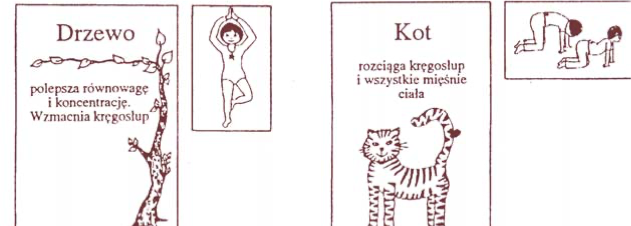 Drzewo
polepsza równowagę
i koncentrację.
Wzmacnia kręgosłup
Kot
rozciąga kręgosłup
i wszystkie mięśnie
ciała